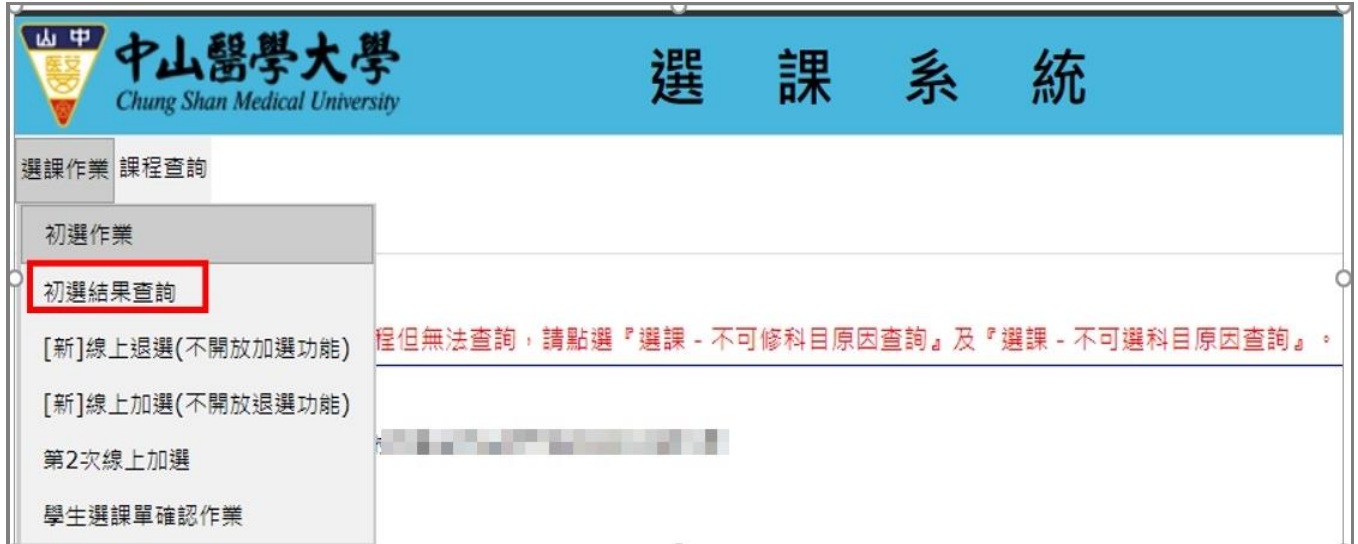 山中
醫
中山醫學大學
Chung Shan Medical University
選課系統
選課作業 課程查詢
初選作業
初選結果查詢
[新]線上退選(不開放加選功能)
程但無法查詢，請點選『選課 - 不可修科目原因查詢』及『選課 - 不可選科目原因查詢』。
[新]線上加選(不開放退選功能)
第2次線上加選
學生選課單確認作業